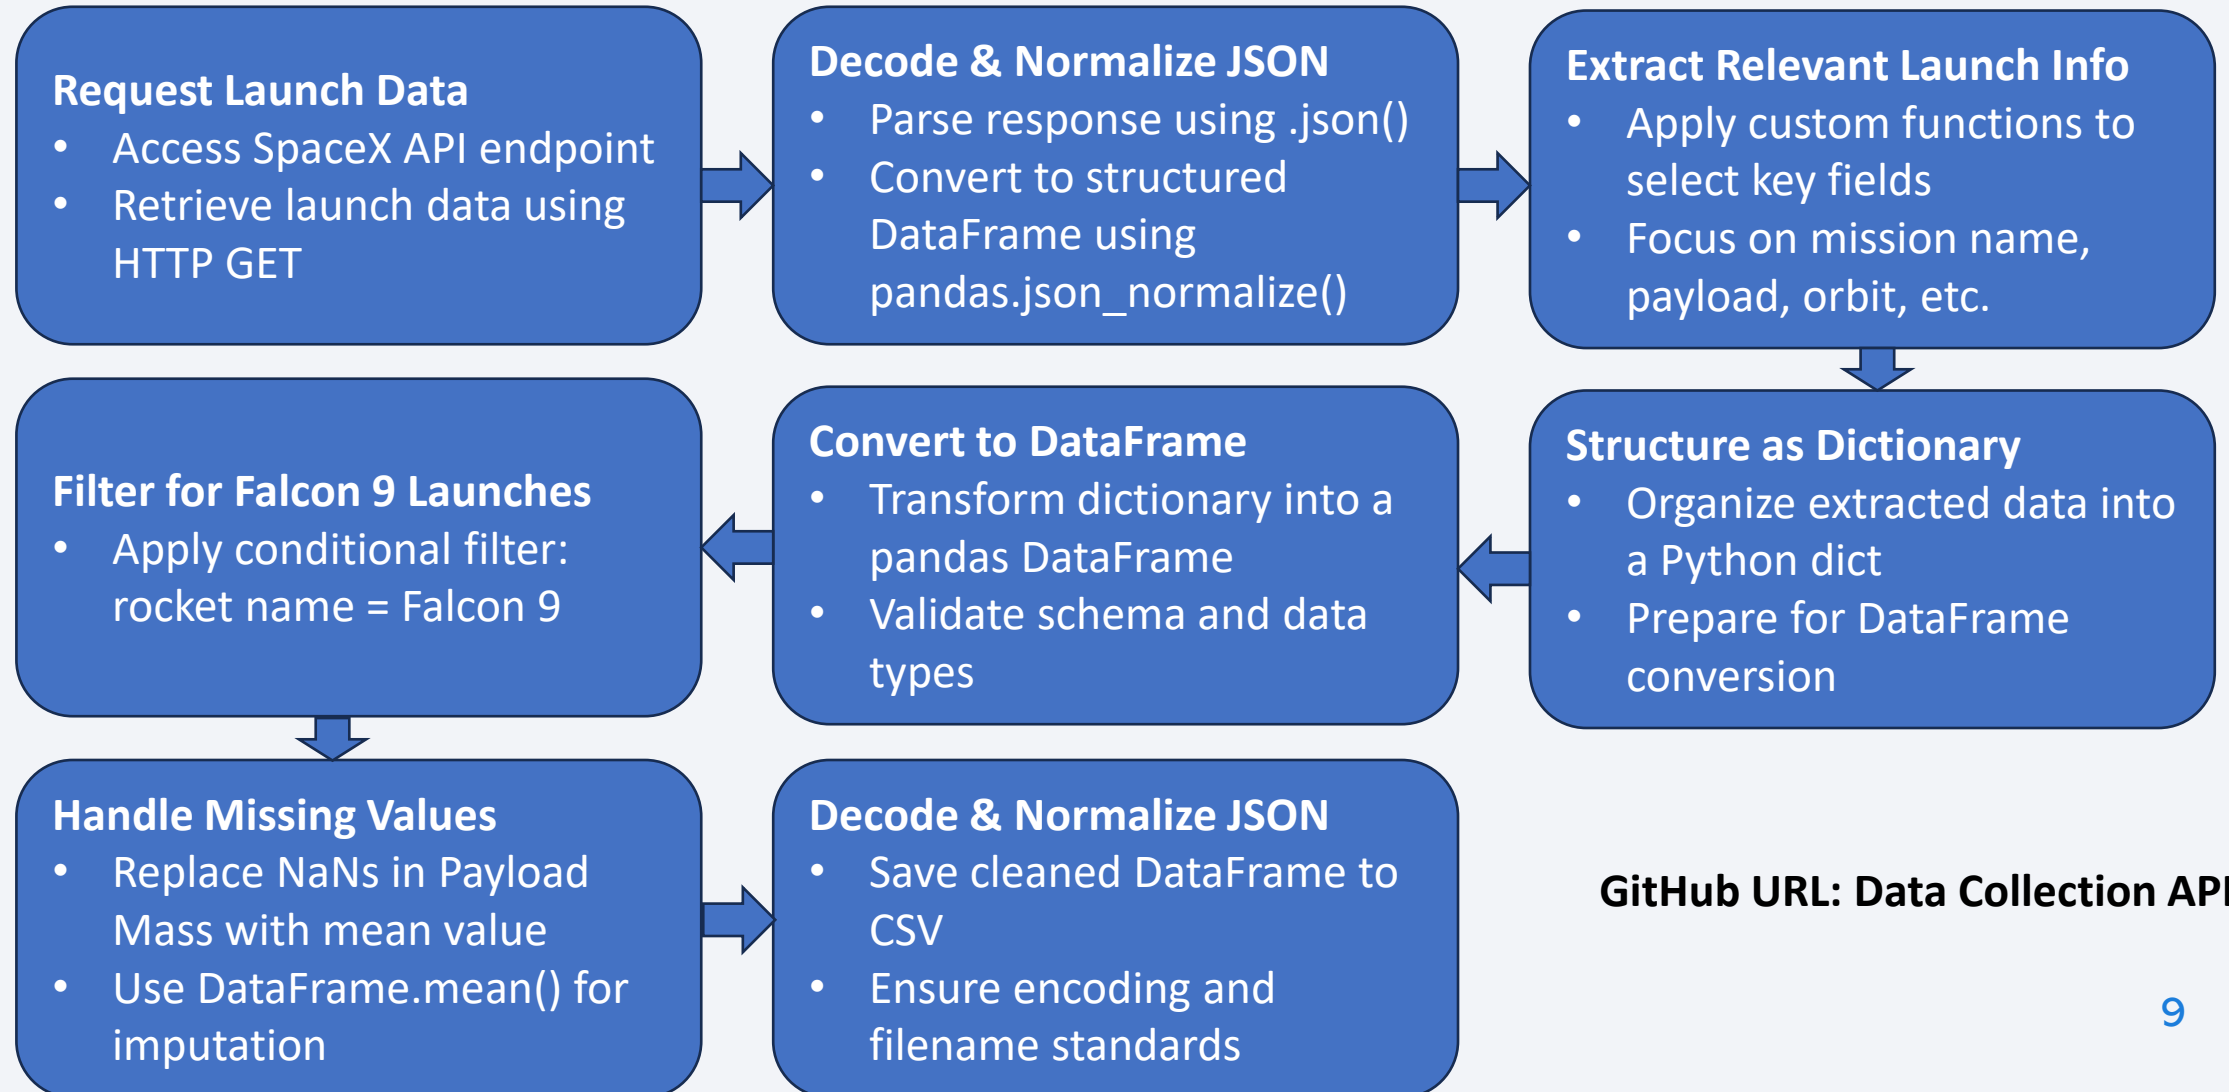 Request Launch Data
• Access SpaceX API endpoint
• Retrieve launch data using
HTTP GET
Decode & Normalize JSON
• Parse response using .json()
• Convert to structured
DataFrame using
pandas.json_normalize()
Extract Relevant Launch Info
• Apply custom functions to
select key fields
• Focus on mission name,
payload, orbit, etc.
Structure as Dictionary
• Organize extracted data into
a Python dict
• Prepare for DataFrame
conversion
Convert to DataFrame
• Transform dictionary into a
pandas DataFrame
• Validate schema and data
types
Filter for Falcon 9 Launches
• Apply conditional filter:
rocket name = Falcon 9
Handle Missing Values
• Replace NaNs in Payload
Mass with mean value
• Use DataFrame.mean() for
imputation
Decode & Normalize JSON
• Save cleaned DataFrame to
CSV
• Ensure encoding and
filename standards
GitHub URL: Data Collection API
9